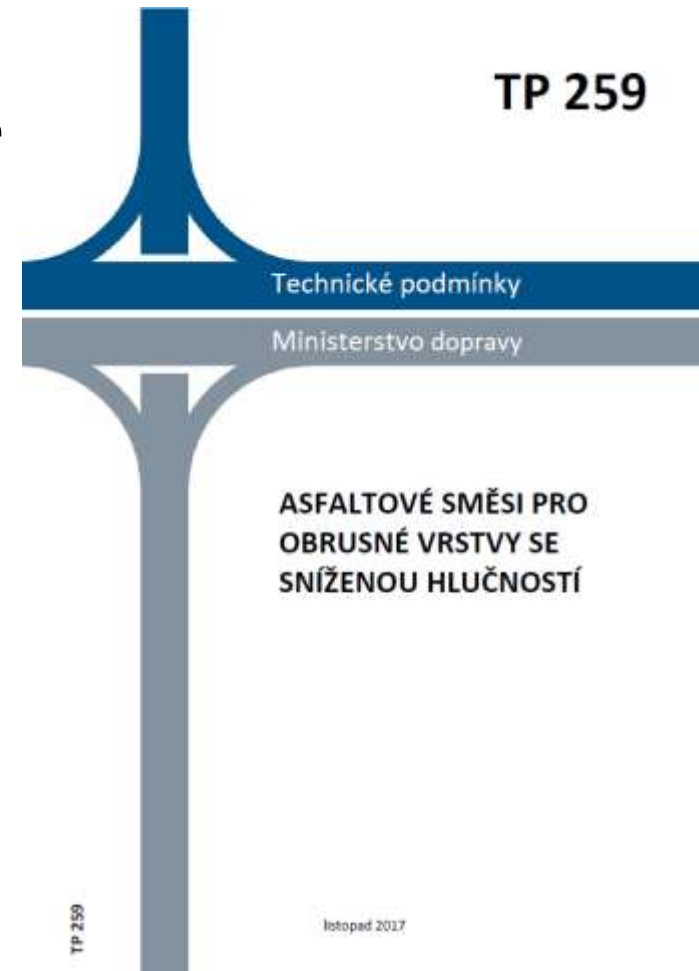 TP 259
Technické podmínky
Ministerstvo dopravy
ASFALTOVÉ SMĚSI PRO
OBRUSNÉ VRSTVY SE
SNÍŽENOU HLUČNOSTÍ
TP 259
listopad 2017